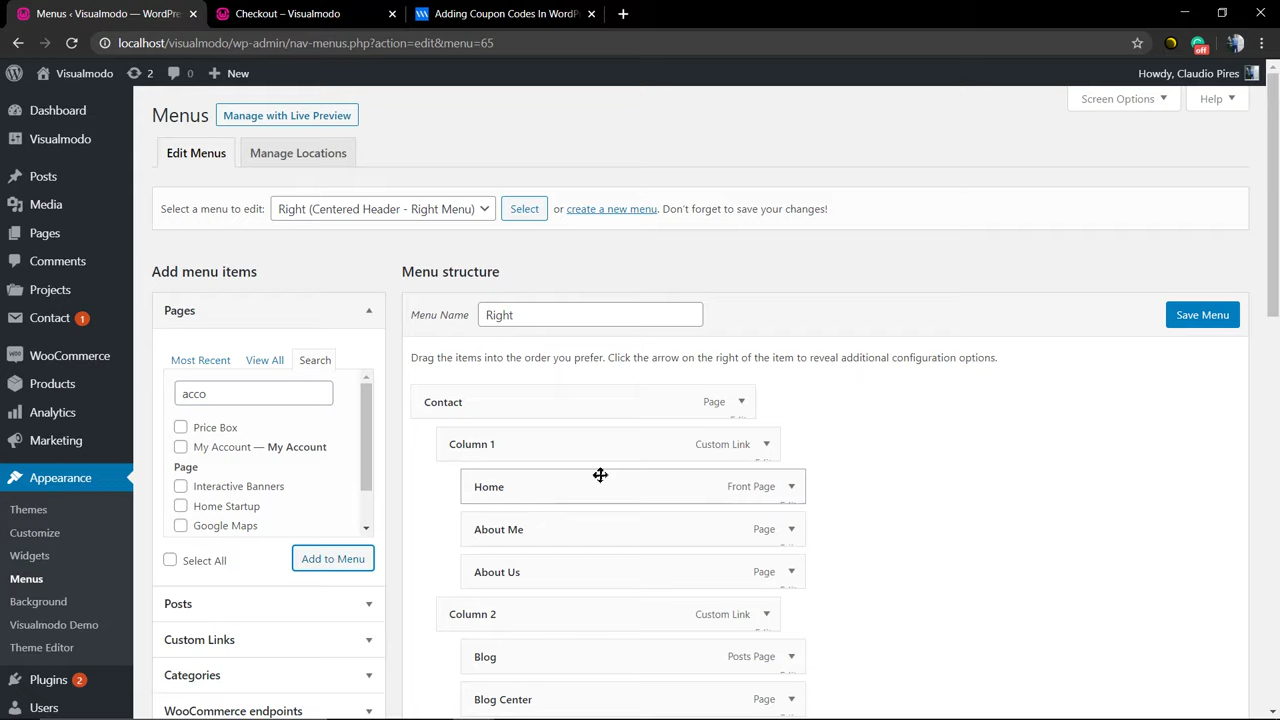 Menus ‹ Visualmodo — WordPre
Checkout – Visualmodo
Adding Coupon Codes In WordP
localhost/visualmodo/wp-admin/nav-menus.php?action=edit&menu=65
off
Visualmodo
2
0
New
Howdy, Claudio Pires
Dashboard
Visualmodo
Posts
Media
Pages
Comments
Projects
Contact 1
WooCommerce
Products
Analytics
Marketing
Appearance
Themes
Customize
Widgets
Menus
Background
Visualmodo Demo
Theme Editor
Plugins 2
Users
Screen Options
Help
Menus
Manage with Live Preview
Edit Menus
Manage Locations
Select a menu to edit: Right (Centered Header - Right Menu) Select or create a new menu. Don’t forget to save your changes!
Add menu items
Pages
Most Recent
View All
Search
acco
Price Box
My Account — My Account
Page
Interactive Banners
Home Startup
Google Maps
Select All
Add to Menu
Posts
Custom Links
Categories
WooCommerce endpoints
Menu structure
Menu Name Right
Save Menu
Drag the items into the order you prefer. Click the arrow on the right of the item to reveal additional configuration options.
Contact Page
Column 1 Custom Link
Home Front Page
About Me Page
About Us Page
Column 2 Custom Link
Blog Posts Page
Blog Center Page